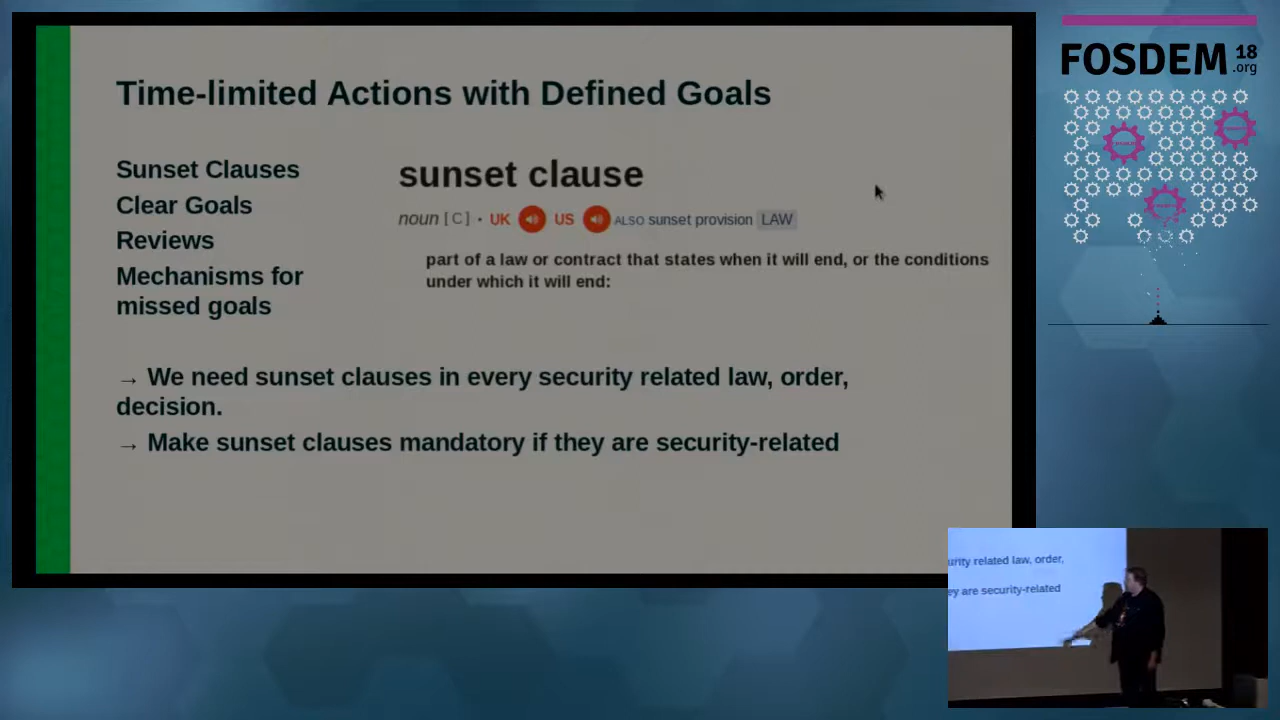 Time-limited Actions with Defined Goals
Sunset Clauses
Clear Goals
Reviews
Mechanisms for
missed goals
sunset clause
noun [ C ] • UK US ALSO sunset provision LAW
part of a law or contract that states when it will end, or the conditions
under which it will end:
→ We need sunset clauses in every security related law, order,
decision.
→ Make sunset clauses mandatory if they are security-related
FOSDEM 18
.org
urity related law, order,
ey are security-related